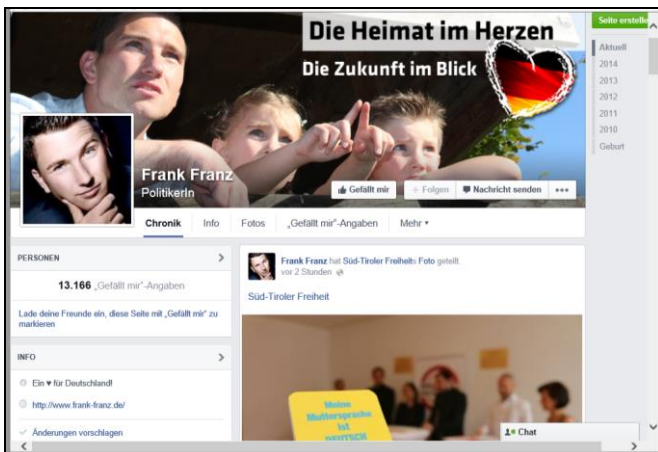 Die Heimat im Herzen
Die Zukunft im Blick
Seite erstelle
Aktuell
2014
2013
2012
2011
2010
Geburt
Frank Franz
PolitikerIn
Gefällt mir
+ Folgen
Nachricht senden
•••
Chronik Info Fotos „Gefällt mir“-Angaben Mehr ▾
PERSONEN
13.166 „Gefällt mir“-Angaben
Lade deine Freunde ein, diese Seite mit „Gefällt mir“ zu
markieren
INFO
Ein ♥ für Deutschland!
http://www.frank-franz.de/
Änderungen vorschlagen
Frank Franz hat Süd-Tiroler Freiheits Foto geteilt.
vor 2 Stunden
Süd-Tiroler Freiheit
Meine
Muttersprache
ist
DEUTSCH
Chat